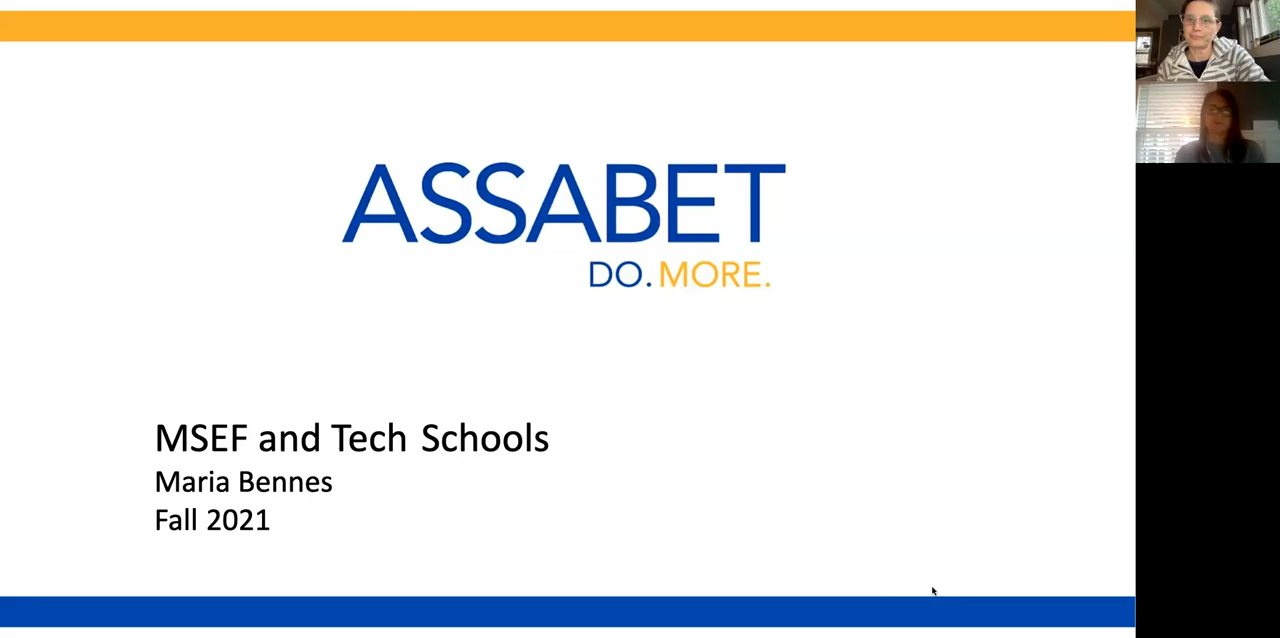 ASSABET
DO. MORE.
MSEF and Tech Schools
Maria Bennes
Fall 2021